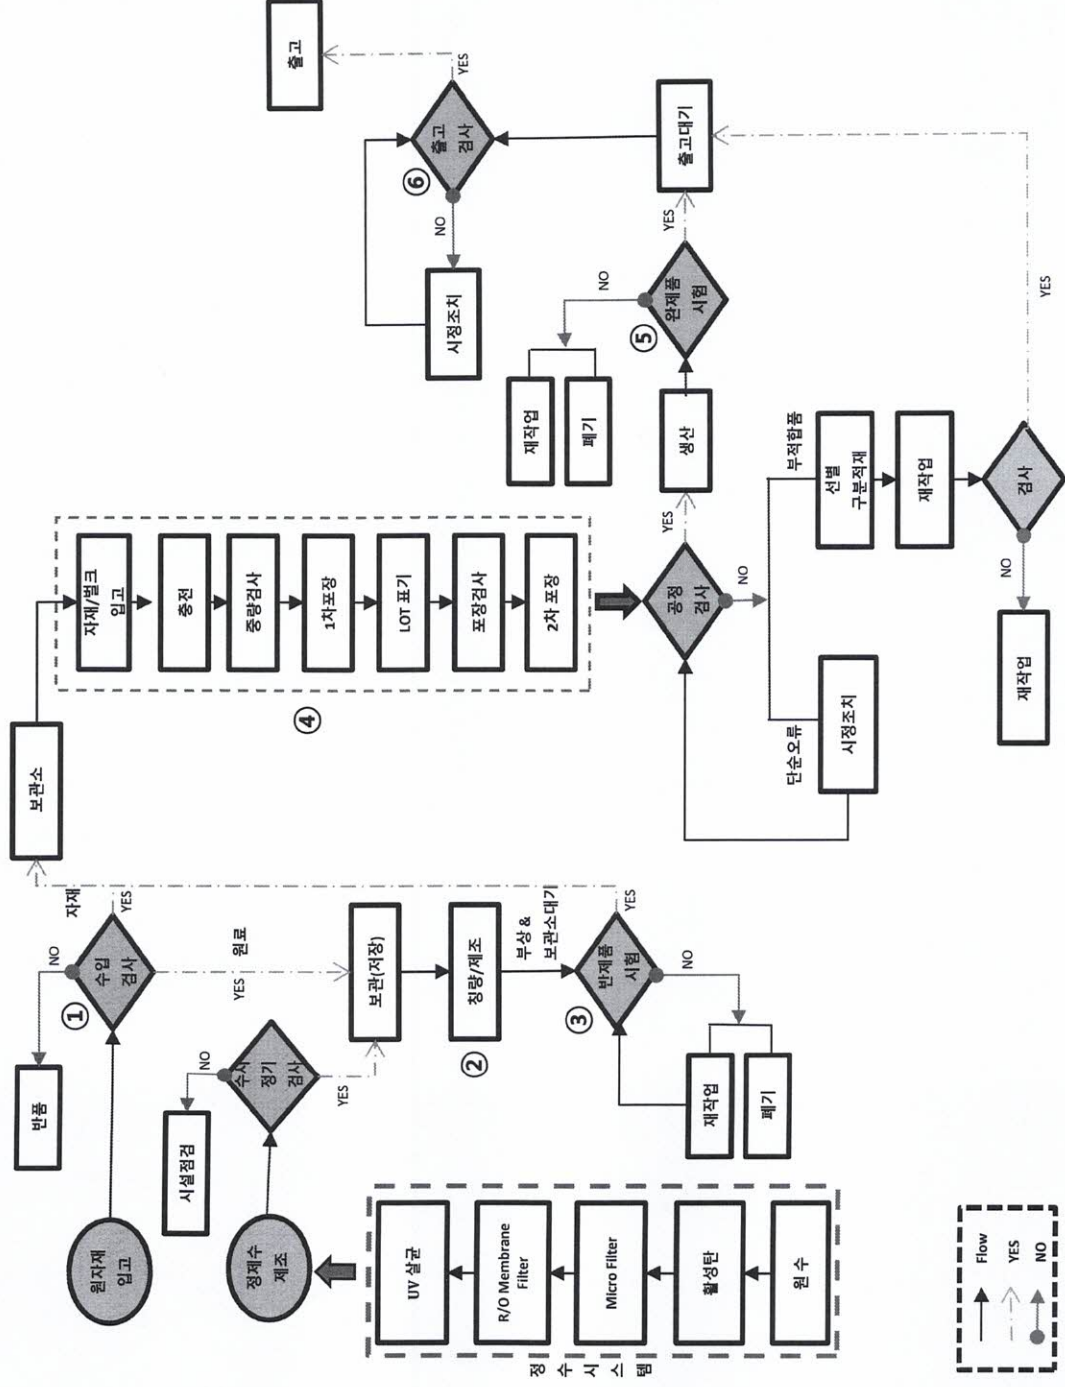 원자재
입고
①
수입
검사
NO
반품
YES
자재
YES
원료
정제수
제조
수시
정기
검사
NO
시설점검
YES
보관(저장)
②
칭량/제조
부상 &
보관소대기
③
반제품
시험
NO
재작업
폐기
YES
정수시스템
UV 살균
R/O Membrane
Filter
Micro Filter
활성탄
원 수
보관소
④
자재/벌크
입고
충전
중량검사
1차포장
LOT 표기
포장검사
2차 포장
공정
검사
NO
단순오류
시정조치
부적합품
선별
구분적재
재작업
검사
NO
재작업
YES
YES
생산
⑤
완제품
시험
NO
재작업
폐기
YES
출고대기
⑥
출고
검사
NO
시정조치
YES
출고
Flow
YES
NO